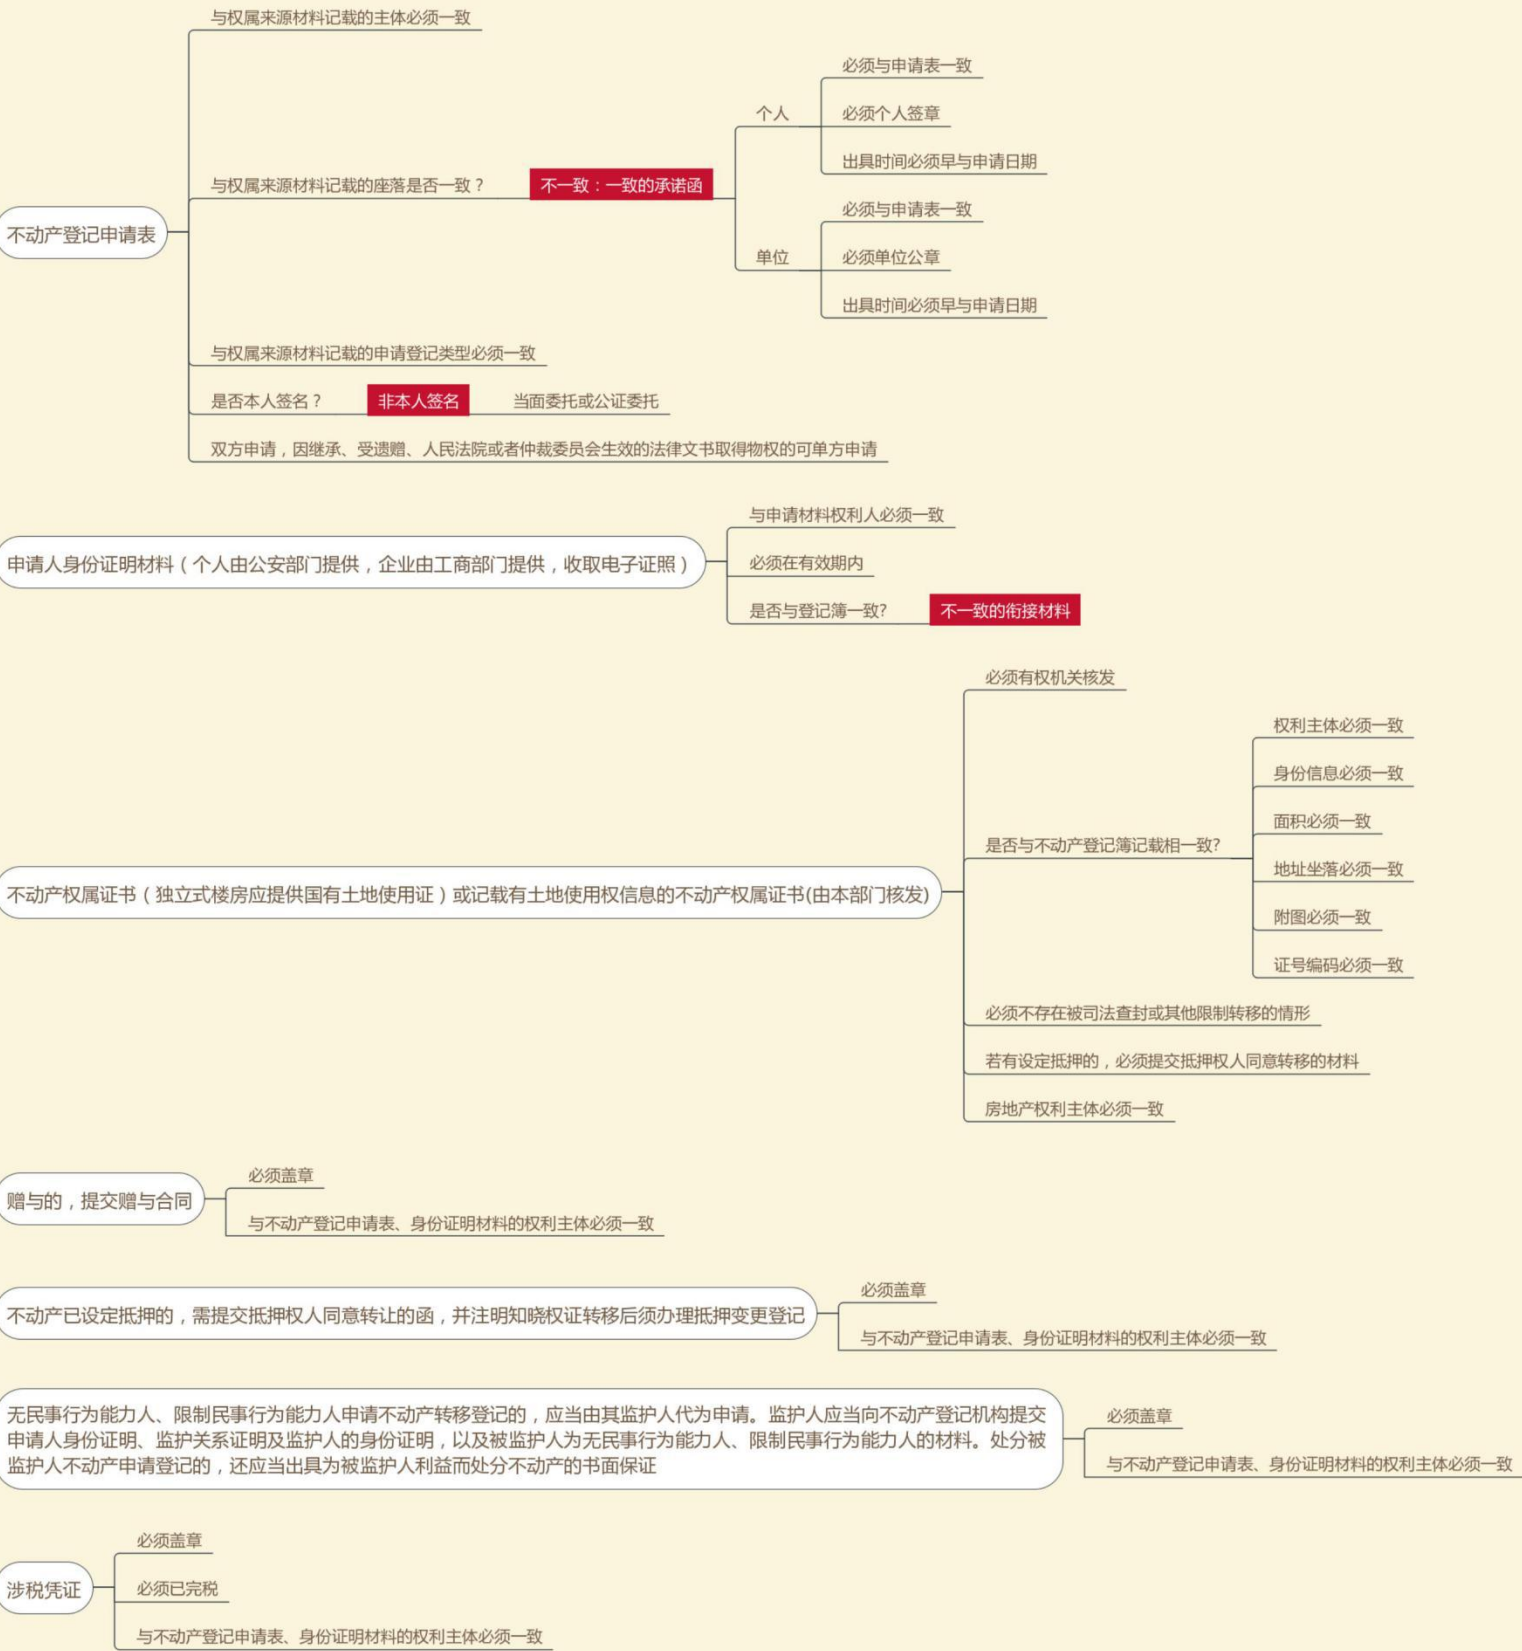 不动产登记申请表
与权属来源材料记载的主体必须一致
与权属来源材料记载的座落是否一致？
不一致：一致的承诺函
个人
必须与申请表一致
必须个人签章
出具时间必须早与申请日期
单位
必须与申请表一致
必须单位公章
出具时间必须早与申请日期
与权属来源材料记载的申请登记类型必须一致
是否本人签名？
非本人签名
当面委托或公证委托
双方申请，因继承、受遗赠、人民法院或者仲裁委员会生效的法律文书取得物权的可单方申请
申请人身份证明材料（个人由公安部门提供，企业由工商部门提供，收取电子证照）
与申请材料权利人必须一致
必须在有效期内
是否与登记簿一致?
不一致的衔接材料
不动产权属证书（独立式楼房应提供国有土地使用证）或记载有土地使用权信息的不动产权属证书(由本部门核发)
必须有权机关核发
是否与不动产登记簿记载相一致?
权利主体必须一致
身份信息必须一致
面积必须一致
地址坐落必须一致
附图必须一致
证号编码必须一致
必须不存在被司法查封或其他限制转移的情形
若有设定抵押的，必须提交抵押权人同意转移的材料
房地产权利主体必须一致
赠与的，提交赠与合同
必须盖章
与不动产登记申请表、身份证明材料的权利主体必须一致
不动产已设定抵押的，需提交抵押权人同意转让的函，并注明知晓权证转移后须办理抵押变更登记
必须盖章
与不动产登记申请表、身份证明材料的权利主体必须一致
无民事行为能力人、限制民事行为能力人申请不动产转移登记的，应当由其监护人代为申请。监护人应当向不动产登记机构提交
申请人身份证明、监护关系证明及监护人的身份证明，以及被监护人为无民事行为能力人、限制民事行为能力人的材料。处分被
监护人不动产申请登记的，还应当出具为被监护人利益而处分不动产的书面保证
必须盖章
与不动产登记申请表、身份证明材料的权利主体必须一致
涉税凭证
必须盖章
必须已完税
与不动产登记申请表、身份证明材料的权利主体必须一致